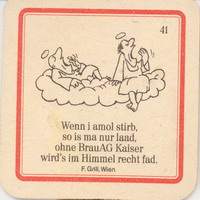 41
Wenn i amol stirb,
so is ma nur laad,
ohne BrauAG Kaiser
wird's im Himmel recht fad.
F. Grill, Wien